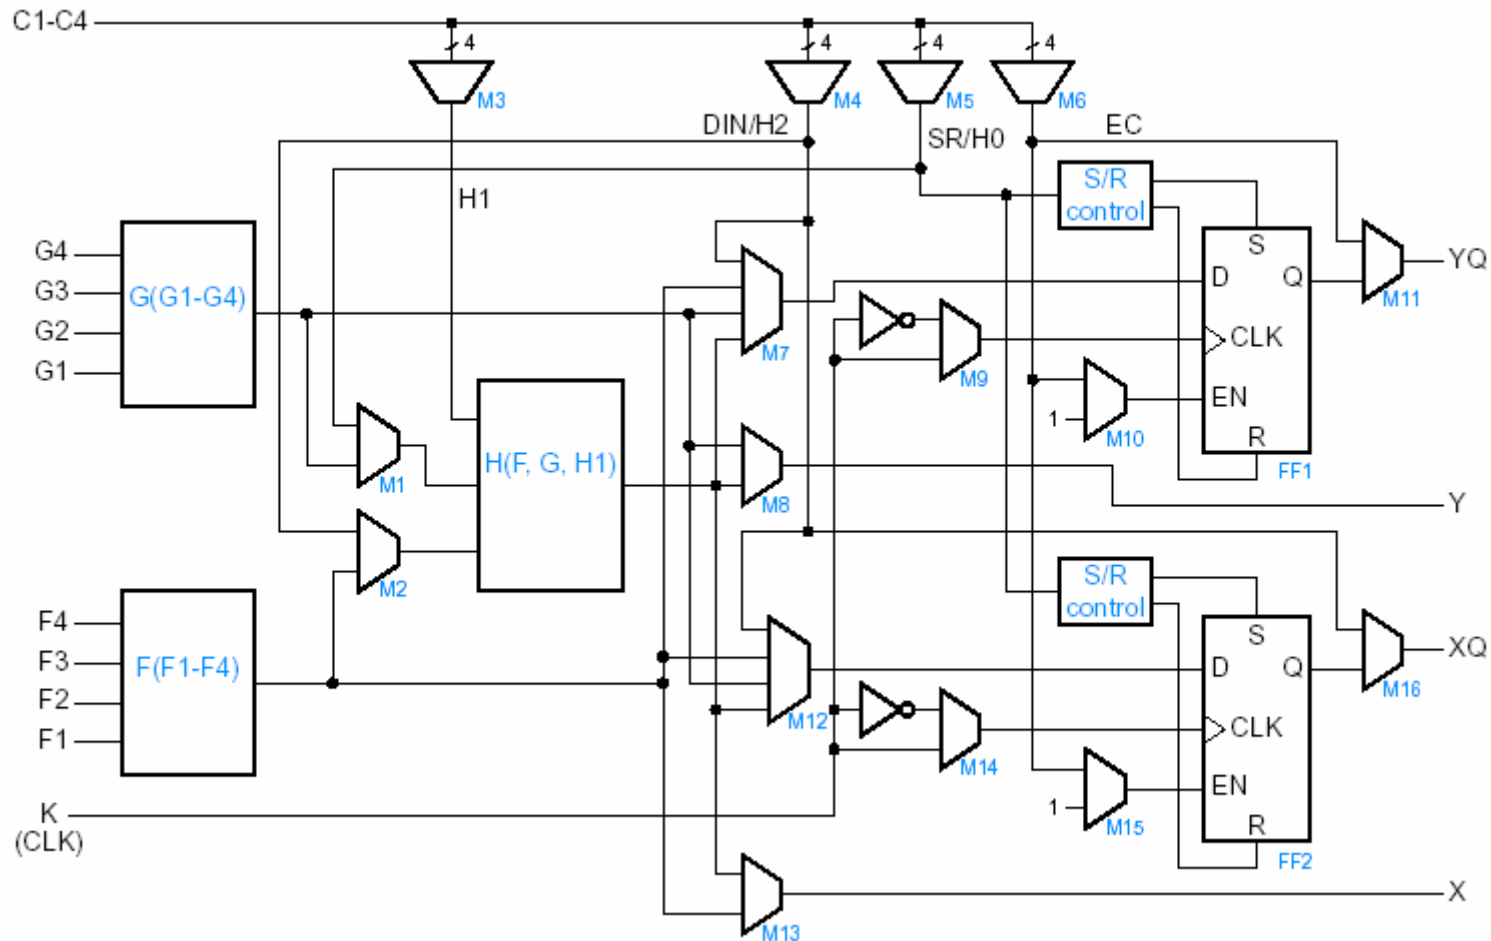 C1-C4
4
4
4
4
M3
M4
M5
M6
DIN/H2
SR/H0
EC
H1
S/R
control
G4
G3
G2
G1
G(G1-G4)
S
D
Q
CLK
EN
R
FF1
YQ
M11
M7
M9
1
M10
M1
H(F, G, H1)
M8
Y
M2
S/R
control
F4
F3
F2
F1
F(F1-F4)
S
D
Q
CLK
EN
R
FF2
XQ
M16
M12
M14
1
M15
K
(CLK)
M13
X